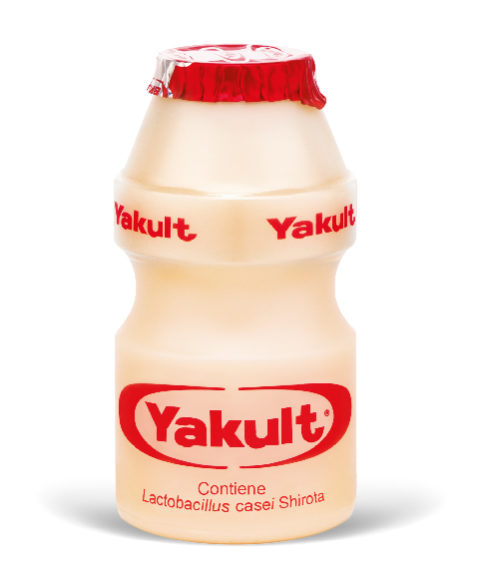 Yakult Yakult
Yakult®
Contiene
Lactobacillus casei Shirota